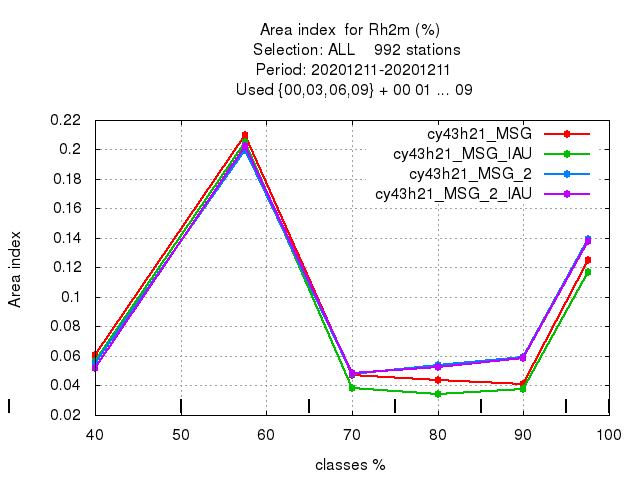 Area index  for Rh2m (%)
Selection: ALL    992 stations
Period: 20201211-20201211
Used {00,03,06,09} + 00 01 ... 09
0.22
0.2
0.18
0.16
0.14
0.12
0.1
0.08
0.06
0.04
0.02
Area index
cy43h21_MSG
cy43h21_MSG_IAU
cy43h21_MSG_2
cy43h21_MSG_2_IAU
40 50 60 70 80 90 100
classes %